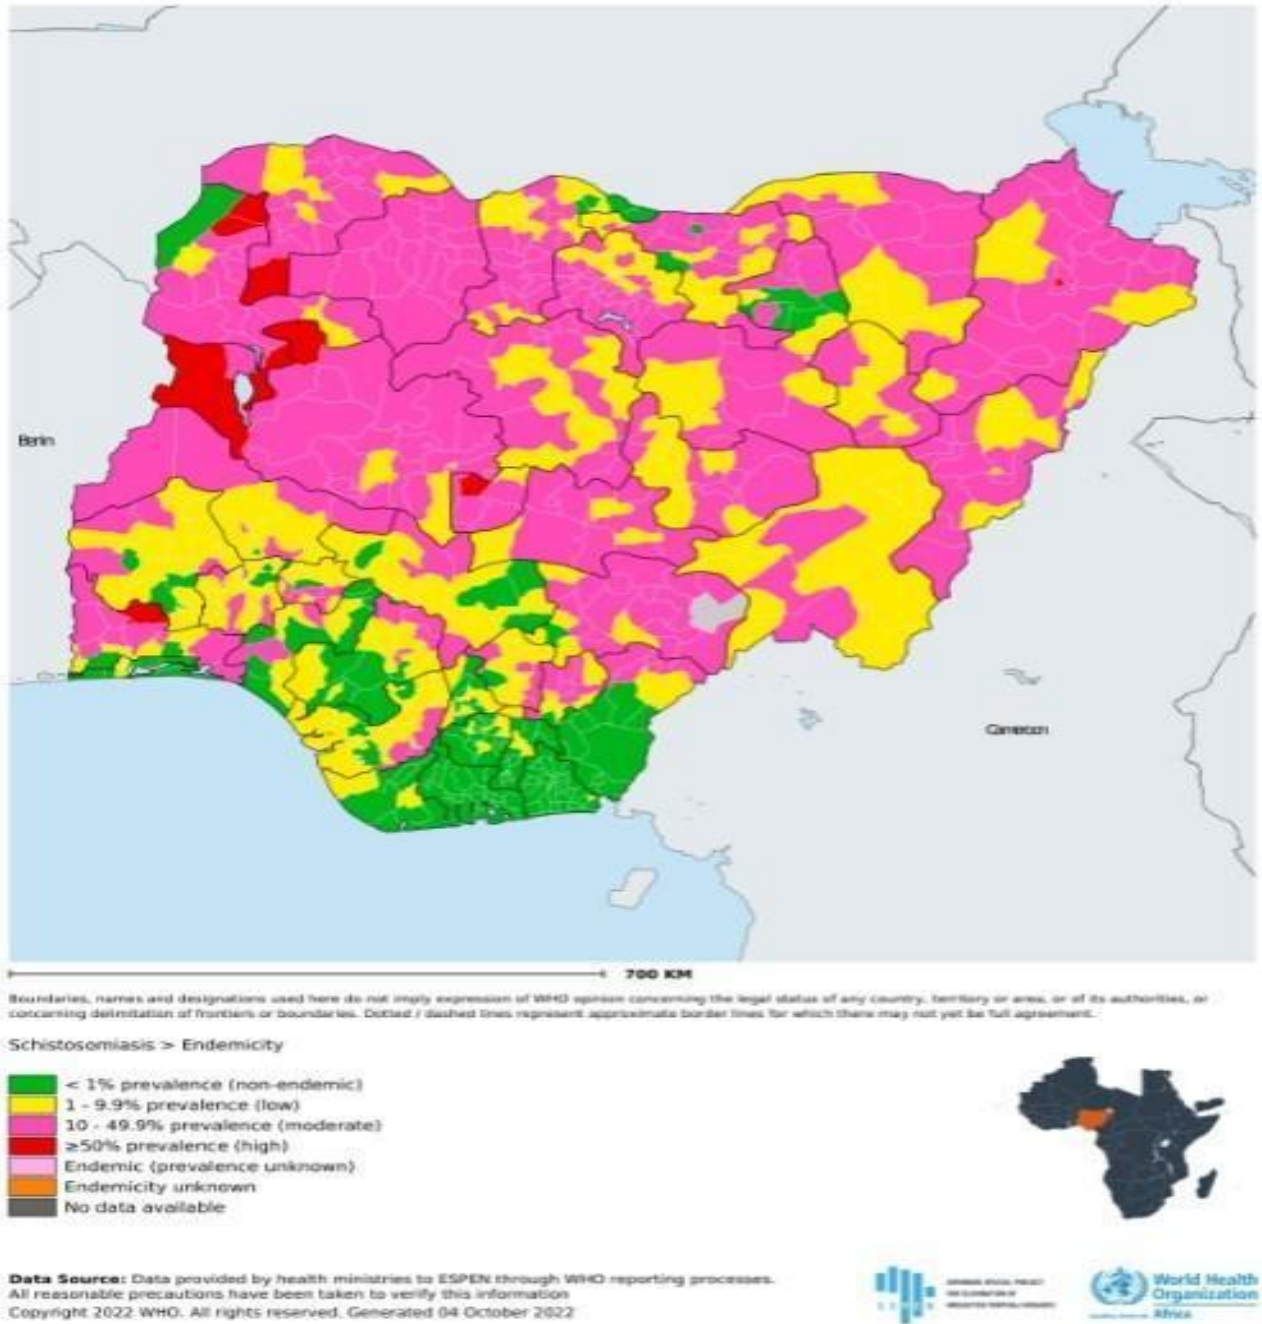 Benin
Cameroon
700 KM
Boundaries, names and designations used here do not imply expression of WHO opinion concerning the legal status of any country, territory or area, or of its authorities, or
concerning delimitation of frontiers or boundaries. Dotted / dashed lines represent approximate border lines for which there may not yet be full agreement.
Schistosomiasis > Endemicity
< 1% prevalence (non-endemic)
1 - 9.9% prevalence (low)
10 - 49.9% prevalence (moderate)
≥50% prevalence (high)
Endemic (prevalence unknown)
Endemicity unknown
No data available
Data Source: Data provided by health ministries to ESPEN through WHO reporting processes.
All reasonable precautions have been taken to verify this information
Copyright 2022 WHO. All rights reserved. Generated 04 October 2022
World Health
Organization
Africa